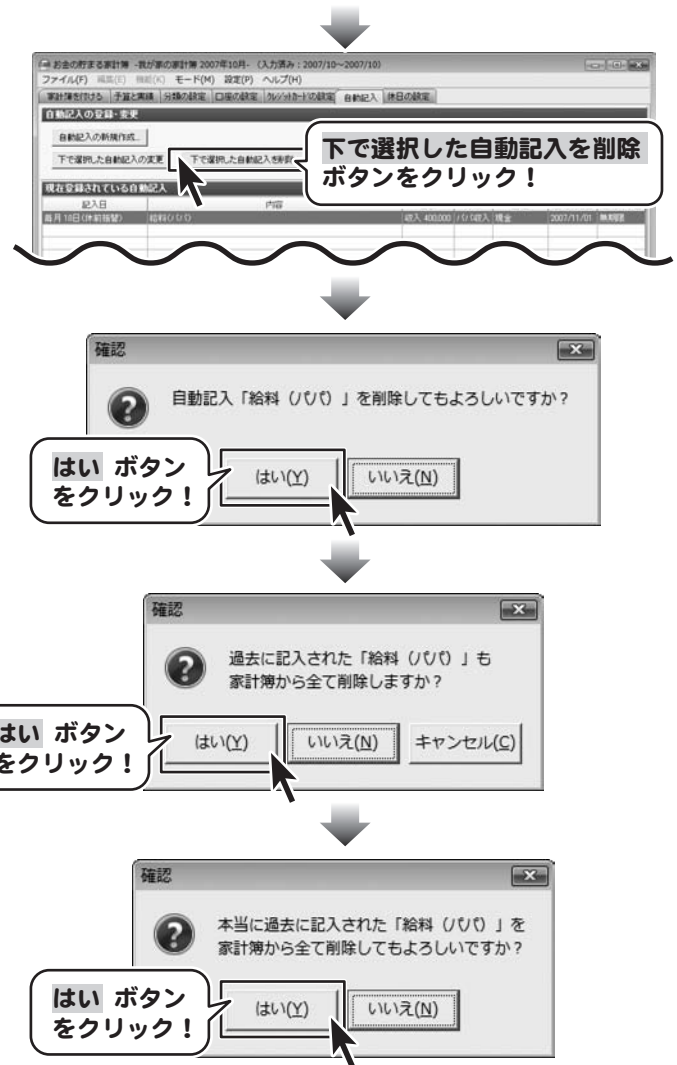 お金の貯まる家計簿 -我が家の家計簿 2007年10月- (入力済み：2007/10～2007/10)
ファイル(F) 編集(E) 機能(K) モード(M) 設定(P) ヘルプ(H)
家計簿を付ける 予算と実績 分類の設定 口座の設定 クレジットカードの設定 自動記入 休日の設定
自動記入の登録・変更
自動記入の新規作成...
下で選択した自動記入の変更 下で選択した自動記入を削除
下で選択した自動記入を削除
ボタンをクリック！
現在登録されている自動記入
記入日 内容
毎月10日(休前振替) 給料(パパ) 収入 400,000 パパ収入 現金 2007/11/01 無期限
確認
自動記入「給料（パパ）」を削除してもよろしいですか？
はい ボタン
をクリック！
はい(Y) いいえ(N)
確認
過去に記入された「給料（パパ）」も
家計簿から全て削除しますか？
はい ボタン
をクリック！
はい(Y) いいえ(N) キャンセル(C)
確認
本当に過去に記入された「給料（パパ）」を
家計簿から全て削除してもよろしいですか？
はい ボタン
をクリック！
はい(Y) いいえ(N)